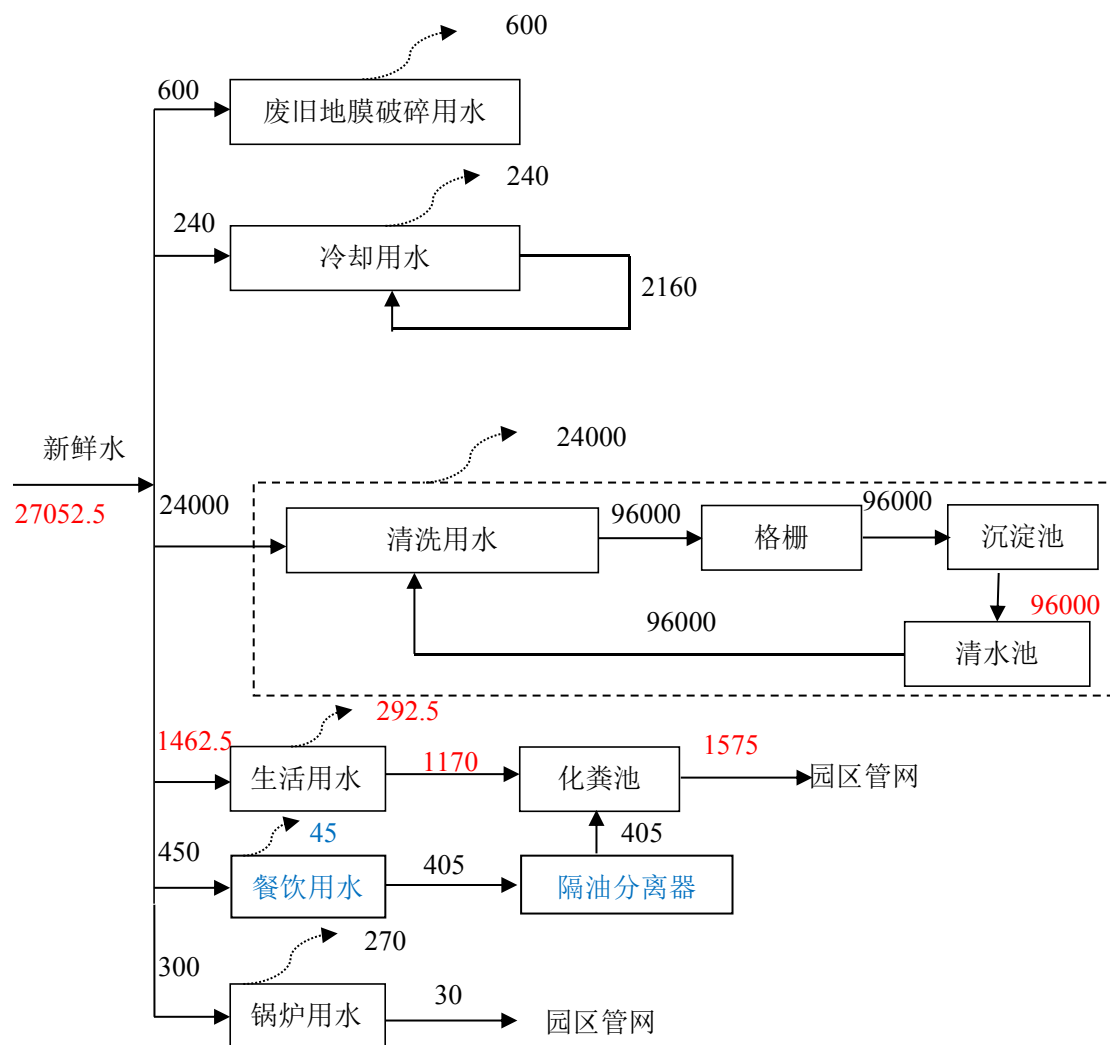 600
600
废旧地膜破碎用水
240
240
冷却用水
2160
新鲜水
27052.5
24000
24000
清洗用水
96000
格栅
96000
沉淀池
96000
96000
清水池
292.5
1462.5
生活用水
1170
化粪池
1575
园区管网
45
405
450
餐饮用水
405
隔油分离器
270
300
锅炉用水
30
园区管网